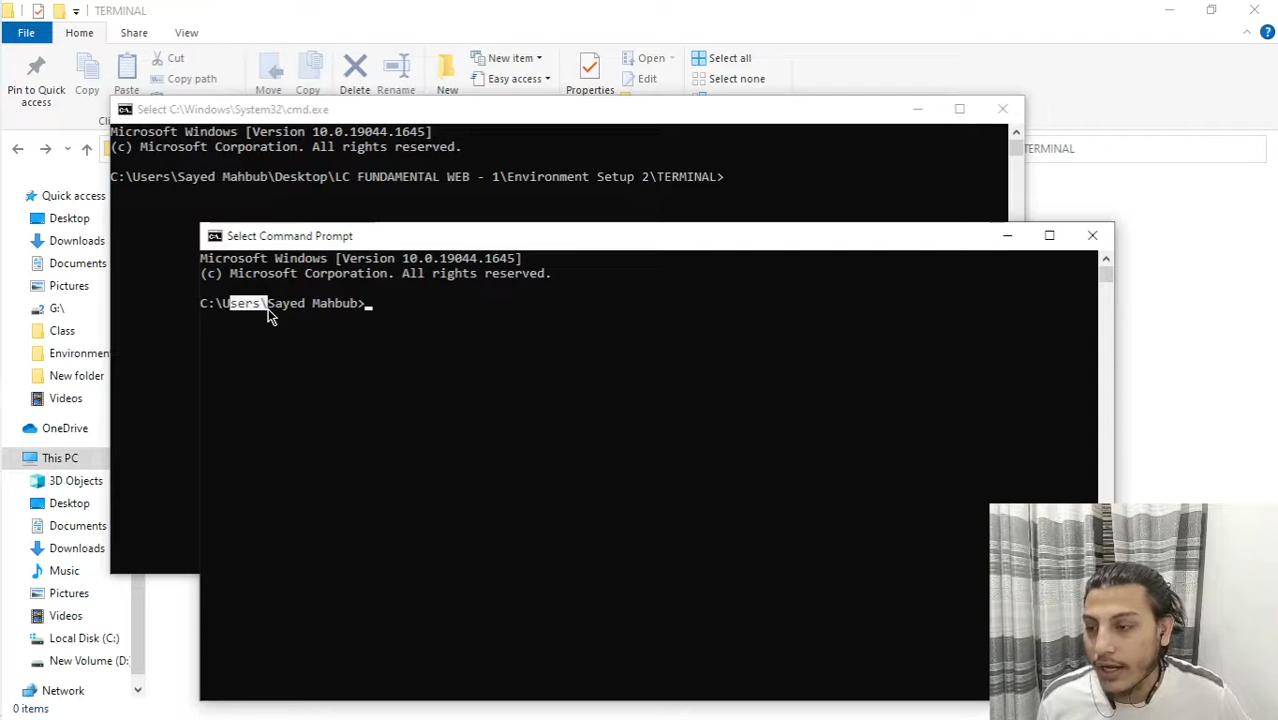 TERMINAL
File
Home
Share
View
Pin to Quick
access
Copy
Paste
Cut
Copy path
Move
Copy
Delete
Rename
New
New item
Easy access
Properties
Open
Edit
Select all
Select none
Select C:\Windows\System32\cmd.exe
Microsoft Windows [Version 10.0.19044.1645]
(c) Microsoft Corporation. All rights reserved.
C:\Users\Sayed Mahbub\Desktop\LC FUNDAMENTAL WEB - 1\Environment Setup 2\TERMINAL>
TERMINAL
Select Command Prompt
Microsoft Windows [Version 10.0.19044.1645]
(c) Microsoft Corporation. All rights reserved.
C:\Users\Sayed Mahbub>
Quick access
Desktop
Downloads
Documents
Pictures
G:\
Class
Environmen
New folder
Videos
OneDrive
This PC
3D Objects
Desktop
Documents
Downloads
Music
Pictures
Videos
Local Disk (C:)
New Volume (D:
Network
0 items